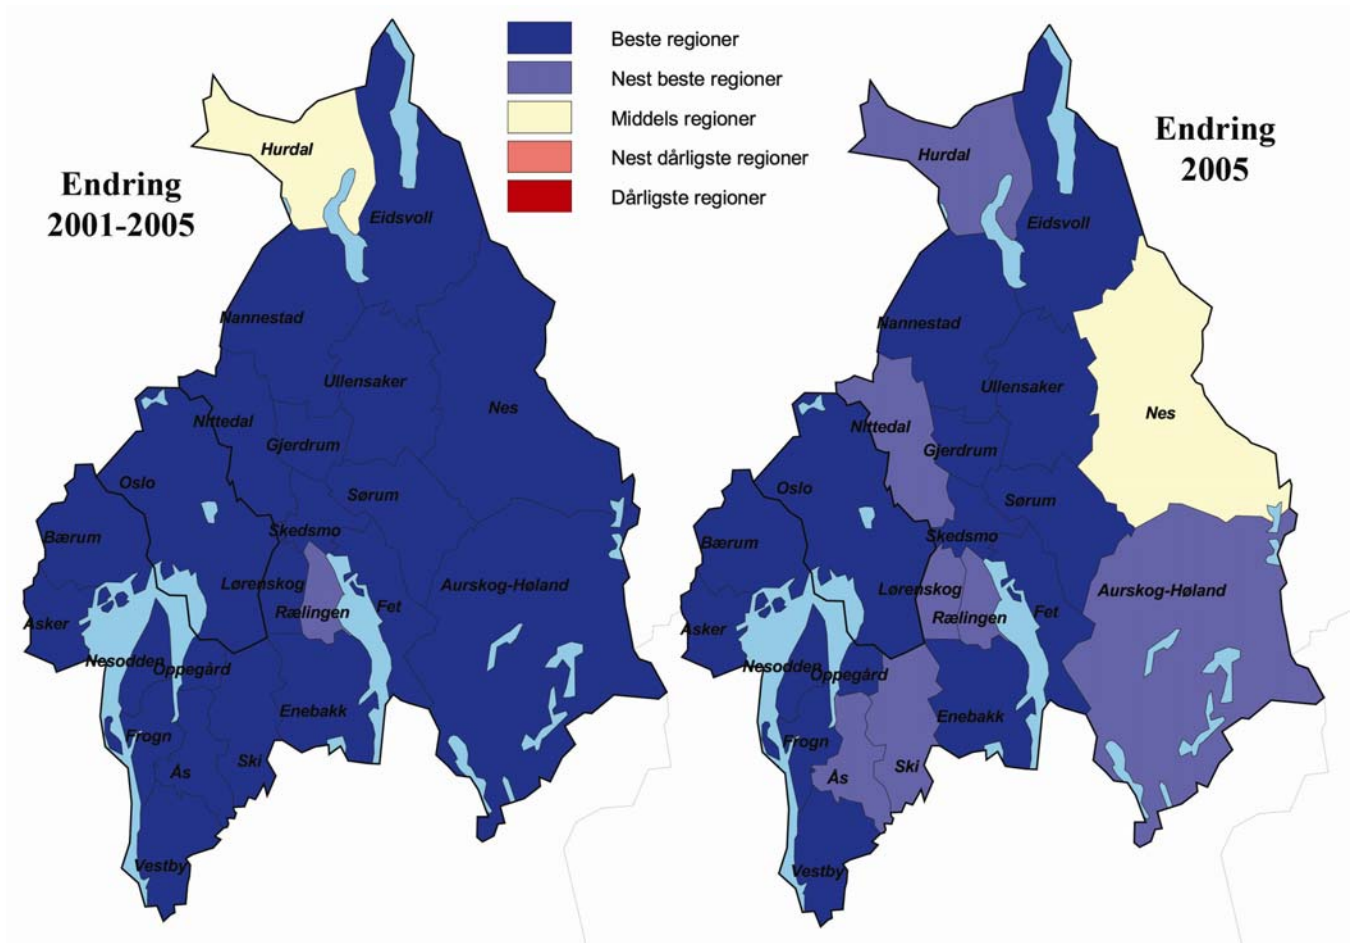 Endring
2001-2005
Hurdal
Eidsvoll
Nannestad
Ullensaker
Nes
Nittedal
Gjerdrum
Oslo
Sørum
Bærum
Skedsmo
Lørenskog
Aurskog-Høland
Rælingen
Fet
Asker
Nesodden
Oppegård
Enebakk
Frogn
Ski
Ås
Vestby
Beste regioner
Nest beste regioner
Middels regioner
Nest dårligste regioner
Dårligste regioner
Endring
2005
Hurdal
Eidsvoll
Nannestad
Ullensaker
Nes
Nittedal
Gjerdrum
Oslo
Sørum
Bærum
Skedsmo
Lørenskog
Aurskog-Høland
Rælingen
Fet
Asker
Nesodden
Oppegård
Enebakk
Frogn
Ski
Ås
Vestby